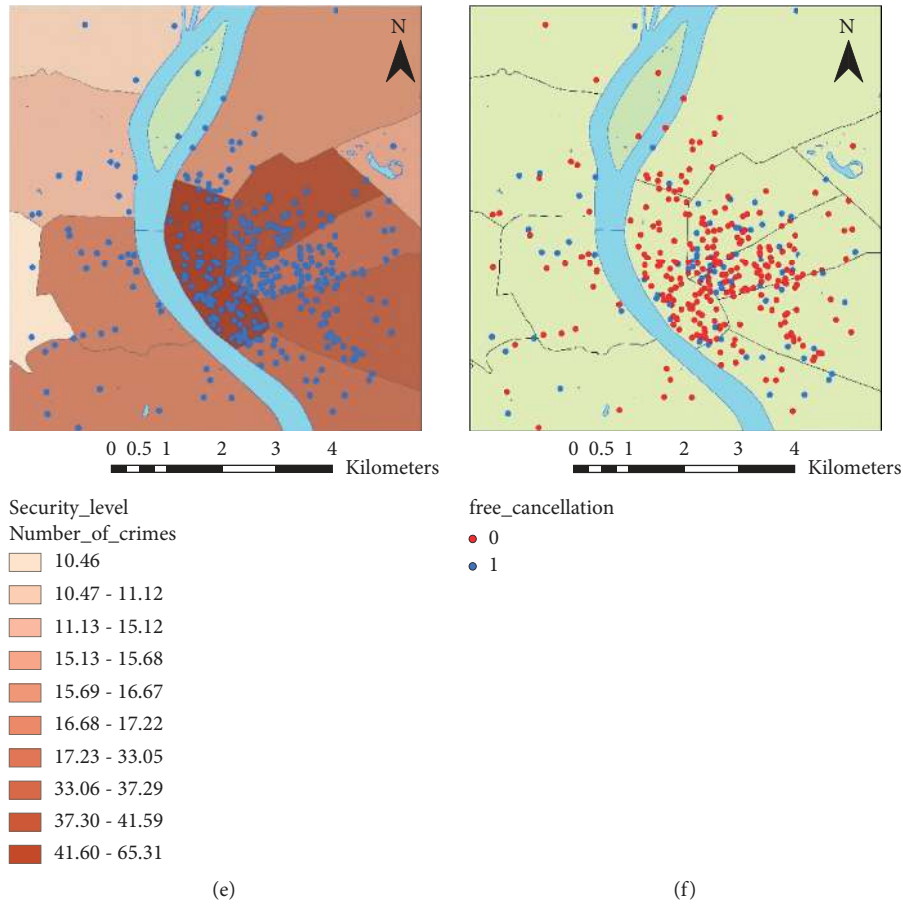 N
N
0 0.5 1 2 3 4
Kilometers
0 0.5 1 2 3 4
Kilometers
Security_level
Number_of_crimes
10.46
10.47 - 11.12
11.13 - 15.12
15.13 - 15.68
15.69 - 16.67
16.68 - 17.22
17.23 - 33.05
33.06 - 37.29
37.30 - 41.59
41.60 - 65.31
free_cancellation
0
1
(e)
(f)